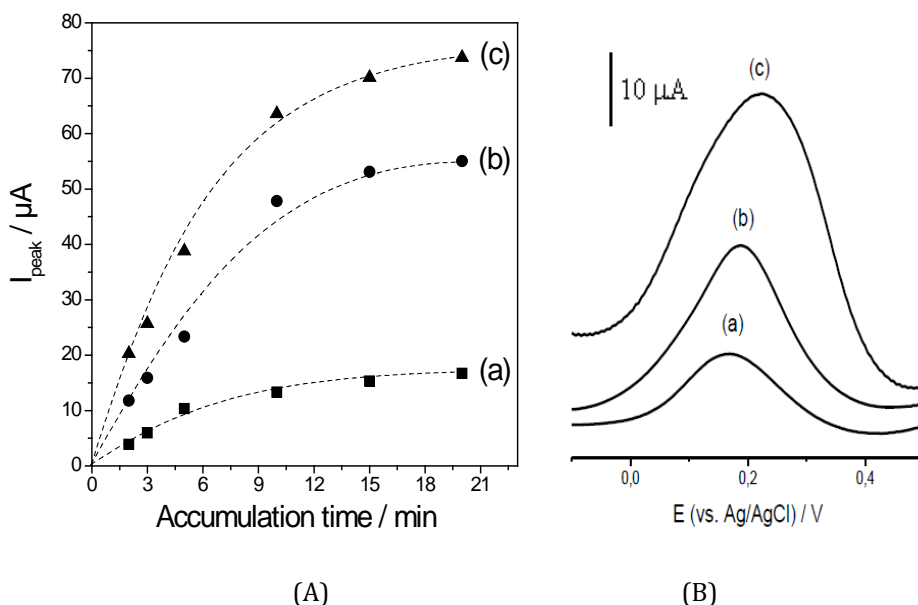 80
70
60
50
40
30
20
10
0
I peak / μA
(c)
(b)
(a)
0 3 6 9 12 15 18 21
Accumulation time / min
(A)
10 μA
(c)
(b)
(a)
0,0 0,2 0,4
E (vs. Ag/AgCl) / V
(B)